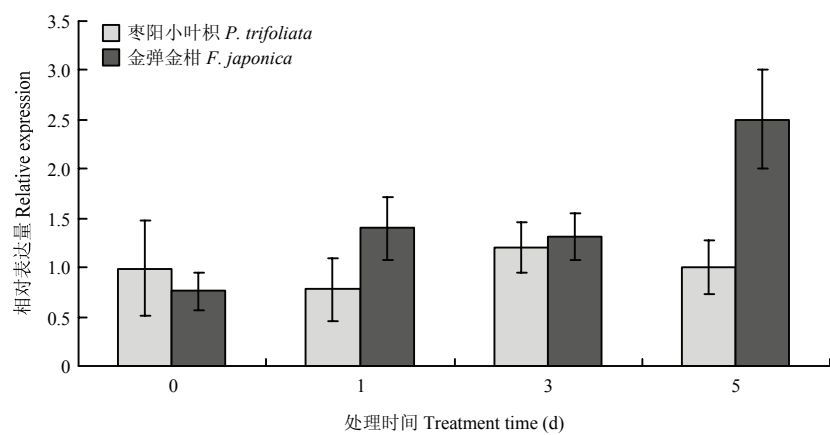 3.5
3.0
2.5
2.0
1.5
1.0
0.5
0
相对表达量 Relative expression
枣阳小叶枳 P. trifoliata
金弹金柑 F. japonica
0 1 3 5
处理时间 Treatment time (d)